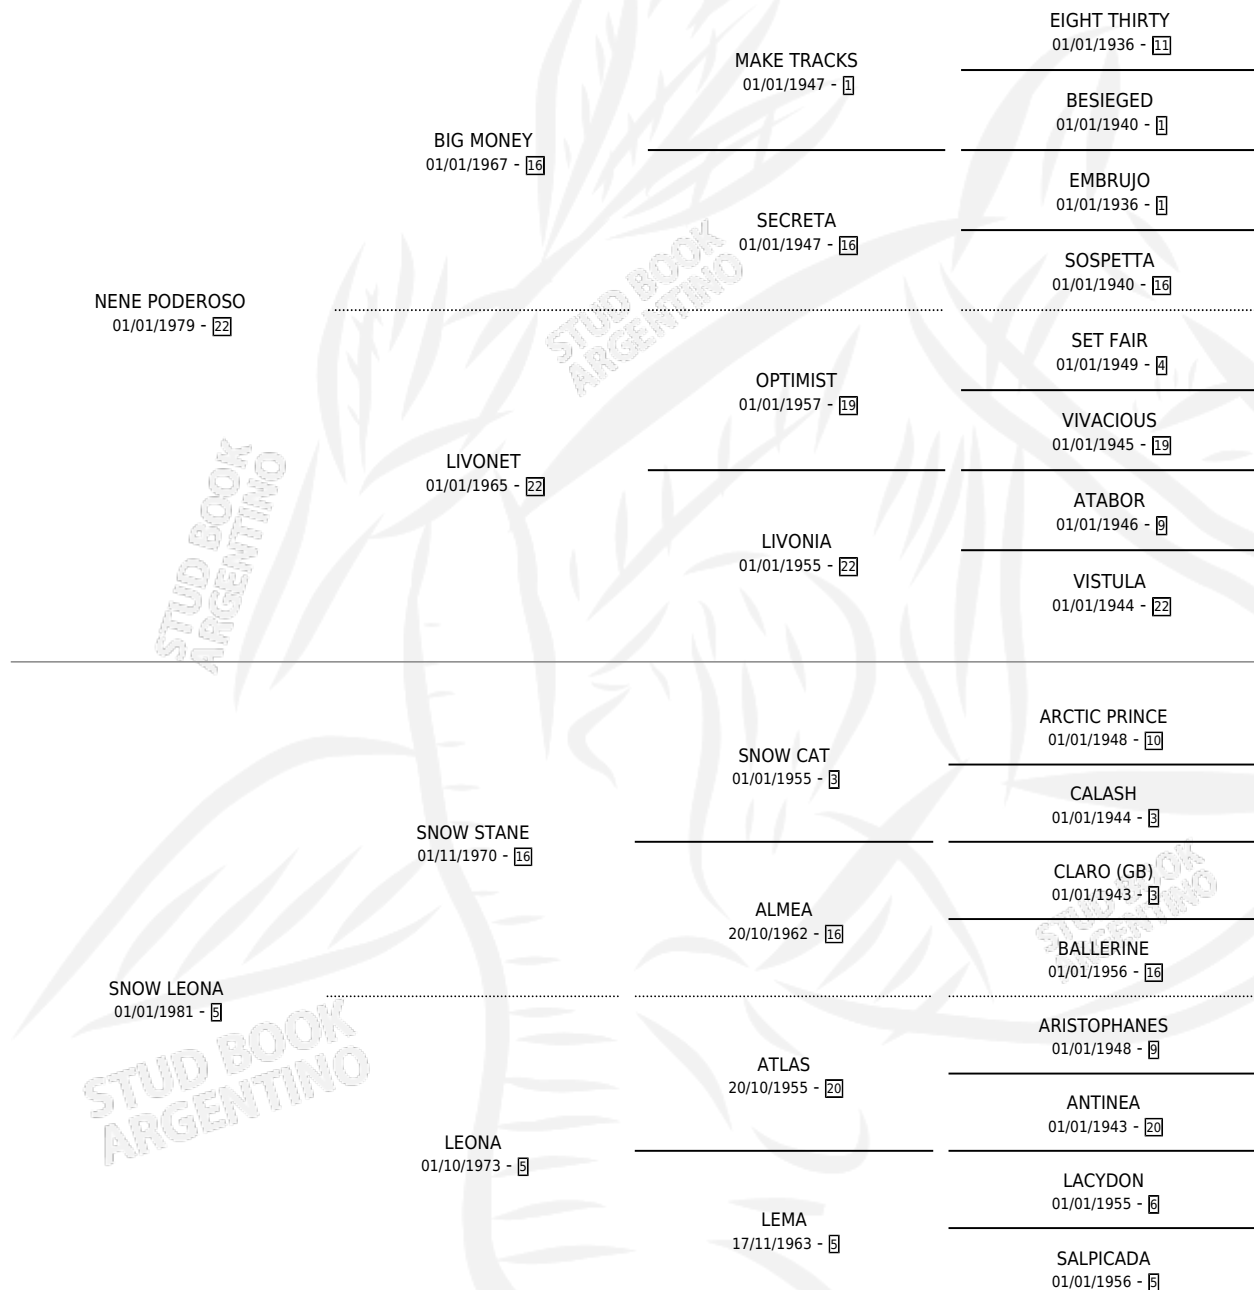 EIGHT THIRTY
01/01/1936 - 11
MAKE TRACKS
01/01/1947 - 1
BESIEGED
01/01/1940 - 1
BIG MONEY
01/01/1967 - 16
EMBRUJO
01/01/1936 - 1
SECRETA
01/01/1947 - 16
SOSPETTA
01/01/1940 - 16
NENE PODEROSO
01/01/1979 - 22
STUD BOOK
ARGENTINO
SET FAIR
01/01/1949 - 4
OPTIMIST
01/01/1957 - 19
VIVACIOUS
01/01/1945 - 19
LIVONET
01/01/1965 - 22
ATABOR
01/01/1946 - 9
LIVONIA
01/01/1955 - 22
VISTULA
01/01/1944 - 22
STUD BOOK
ARGENTINO
ARCTIC PRINCE
01/01/1948 - 10
SNOW CAT
01/01/1955 - 3
CALASH
01/01/1944 - 3
SNOW STANE
01/11/1970 - 16
CLARO (GB)
01/01/1943 - 3
STUD BOOK
ARGENTINO
ALMEA
20/10/1962 - 16
BALLERINE
01/01/1956 - 16
SNOW LEONA
01/01/1981 - 5
STUD BOOK
ARGENTINO
ARISTOPHANES
01/01/1948 - 9
ATLAS
20/10/1955 - 20
ANTINEA
01/01/1943 - 20
LEONA
01/10/1973 - 5
LACYDON
01/01/1955 - 6
LEMA
17/11/1963 - 5
SALPICADA
01/01/1956 - 5